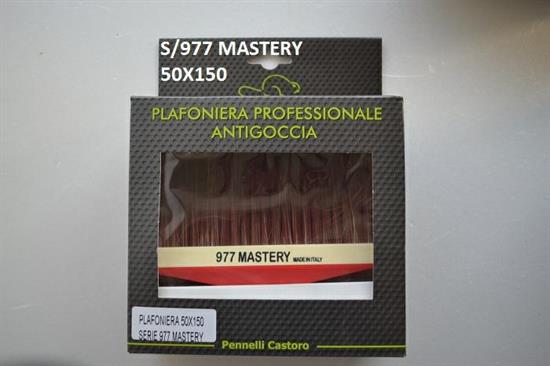 S/977 MASTERY
50X150
PLAFONIERA PROFESSIONALE
ANTIGOCCIA
977 MASTERY MADE IN ITALY
PLAFONIERA 50X150
SERIE 977 MASTERY
Pennelli Castoro